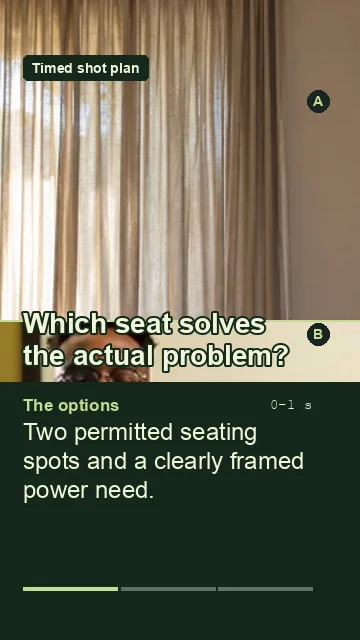 Timed shot plan
A
Which seat solves
the actual problem?
B
The options
0–1 s
Two permitted seating
spots and a clearly framed
power need.